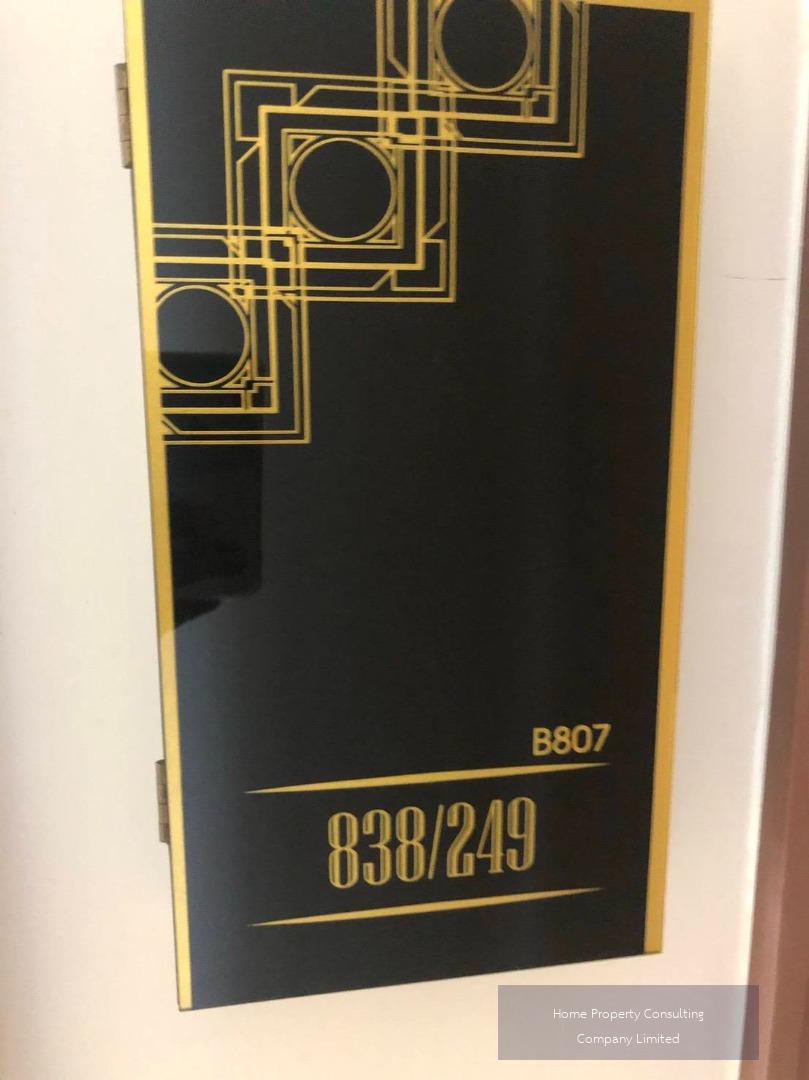 B807
838/249
Home Property Consulting
Company Limited